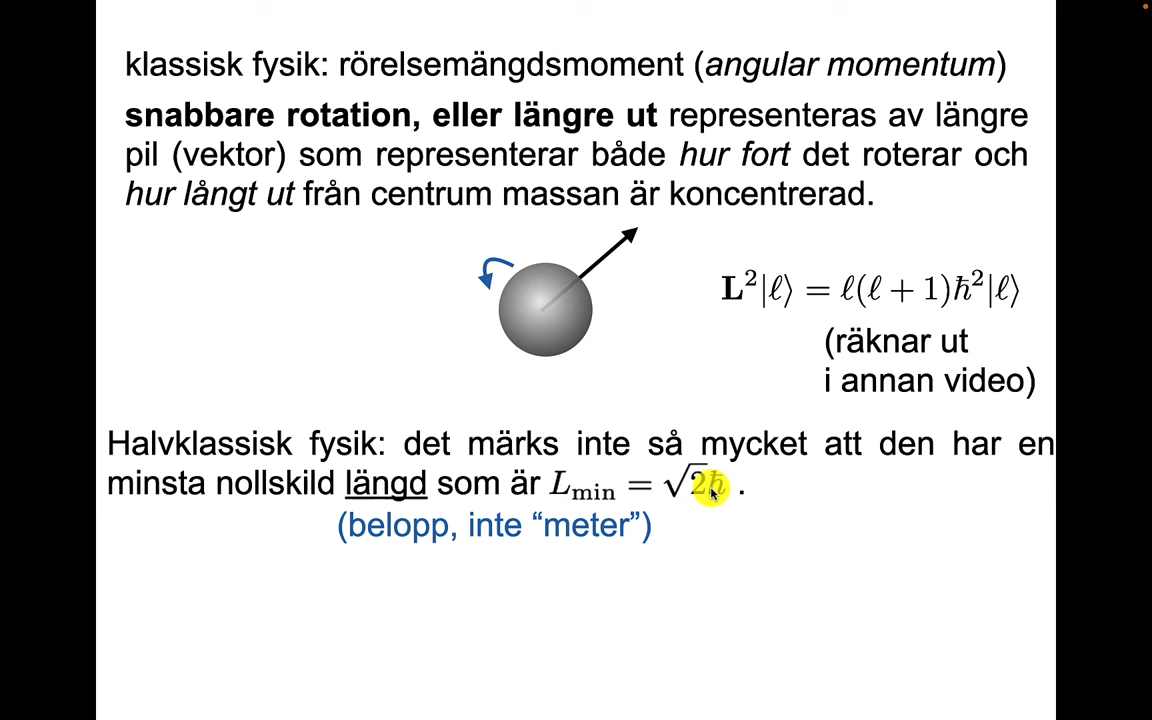 klassisk fysik: rörelsemängdsmoment (angular momentum)
snabbare rotation, eller längre ut representeras av längre
pil (vektor) som representerar både hur fort det roterar och
hur långt ut från centrum massan är koncentrerad.
L²|ℓ⟩ = ℓ(ℓ + 1)ℏ²|ℓ⟩
(räknar ut
i annan video)
Halvklassisk fysik: det märks inte så mycket att den har en
minsta nollskild längd som är Lmin = √2ℏ .
(belopp, inte “meter”)